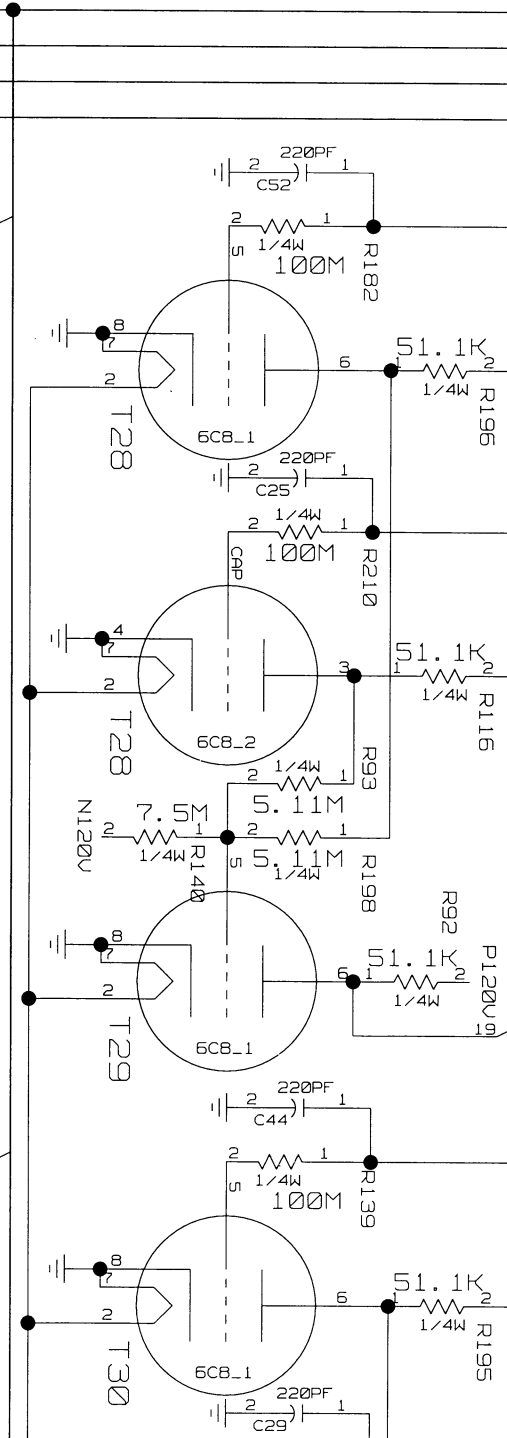 220PF
2 1
C52
2 1
1/4W
100M
5
R182
8
7
6
51.1K
1 2
1/4W
R196
2
T28
6C8_1
220PF
2 1
C25
1/4W
2 1
100M
CAP
R210
4
7
3
51.1K
1 2
1/4W
R116
2
T28
6C8_2
R93
1/4W
2 1
5.11M
7.5M
N120V
2 1
1/4W
R140
2 1
5.11M
1/4W
R198
5
R92
8
7
6
51.1K
1 2
1/4W
P120V
19
2
T29
6C8_1
220PF
2 1
C44
2 1
1/4W
100M
5
R139
8
7
6
51.1K
1 2
1/4W
R195
2
T30
6C8_1
220PF
2 1
C29